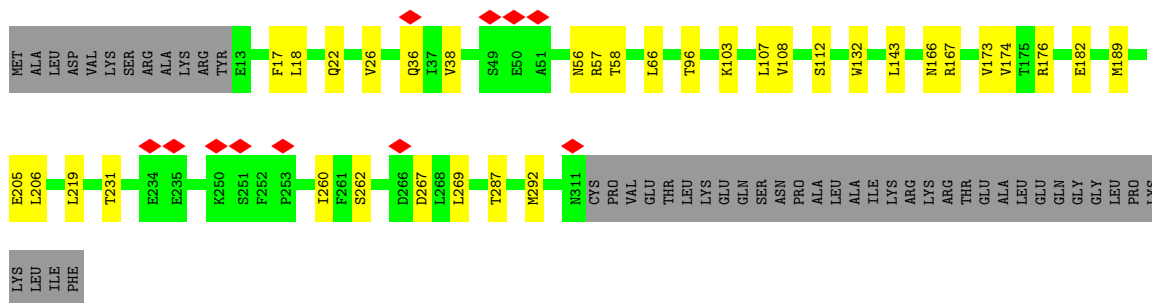 MET ALA LEU ASP VAL LYS SER ARG ALA LYS ARG TYR E13 F17 L18 Q22 V26 Q36 I37 V38 S49 E50 A51 N56 R57 T58 L66 T96 K103 L107 V108 S112 W132 L143 N166 R167 V173 V174 T175 R176 E182 M189
E205 L206 L219 T231 E234 E235 K250 S251 F252 P253 I260 F261 S262 D266 D267 L268 L269 T287 M292 N311 CYS PRO PRO VAL GLU THR LEU LYS GLU GLN SER ASN PRO ALA LEU ALA ILE LYS ARG LYS ARG THR GLU ALA LEU GLU GLN GLY GLY LEU PRO LYS
LYS LEU ILE PHE